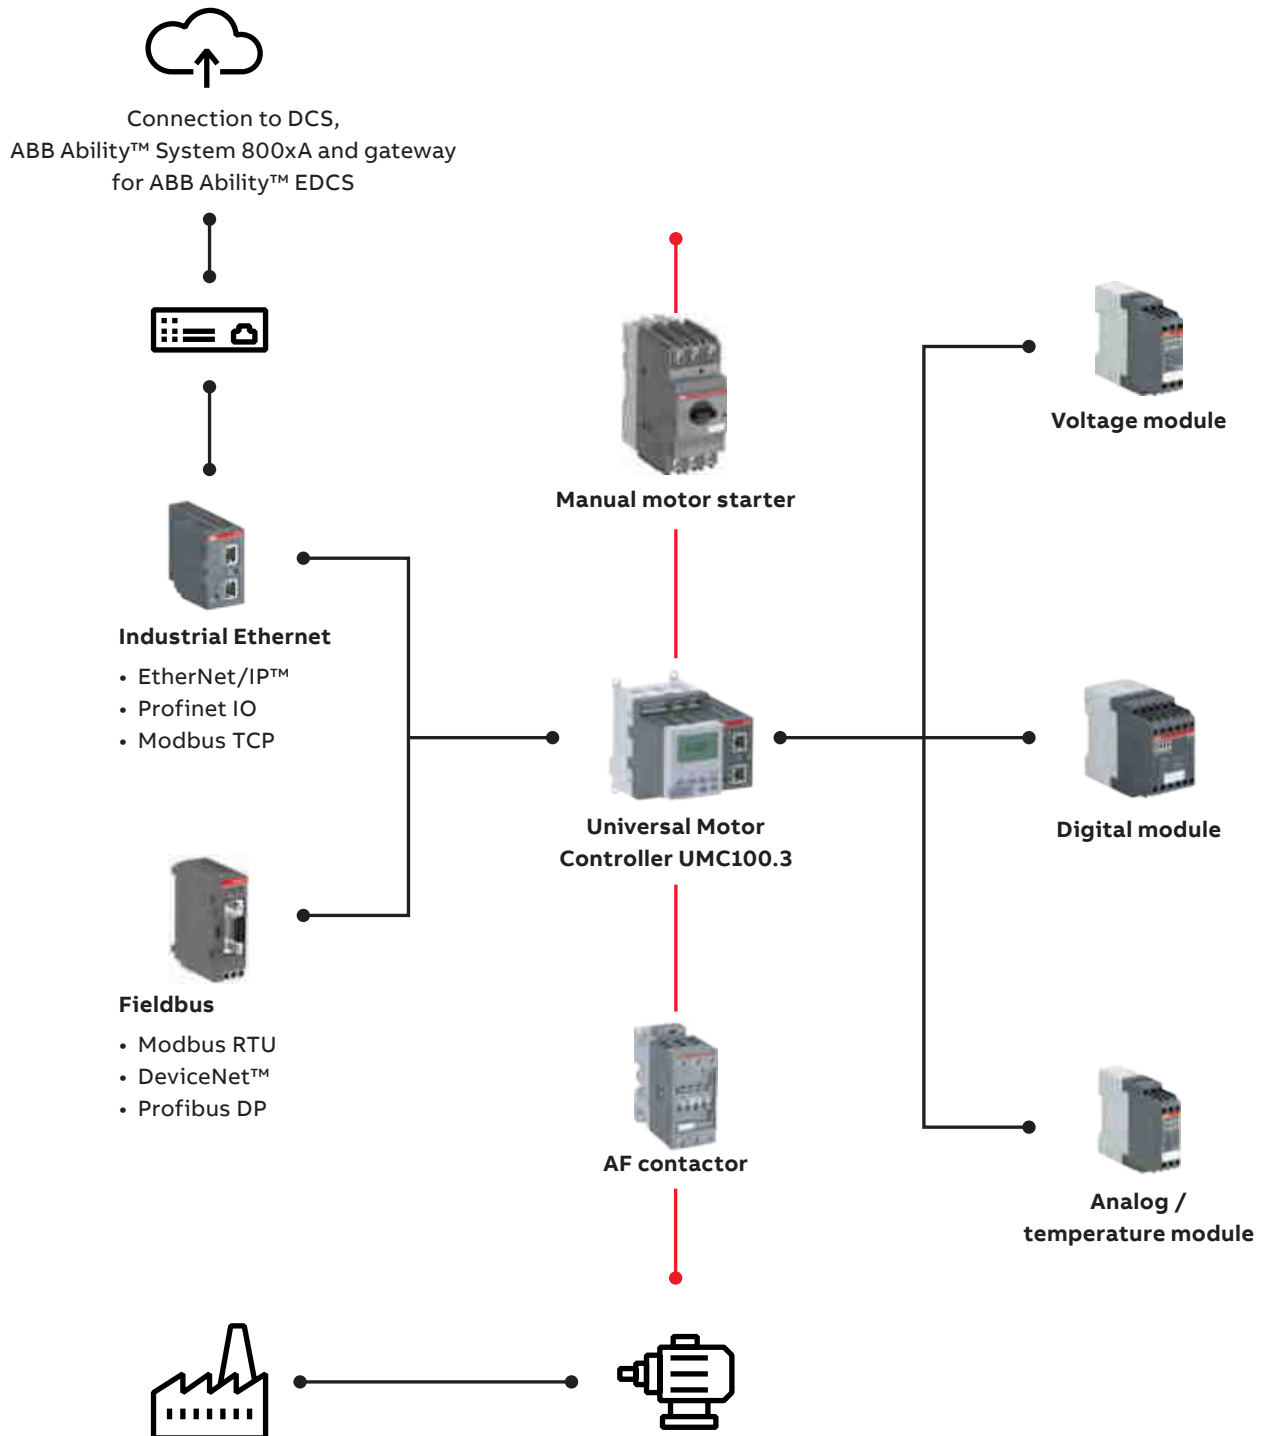 Connection to DCS,
ABB Ability™ System 800xA and gateway
for ABB Ability™ EDCS
Manual motor starter
Voltage module
Industrial Ethernet
• EtherNet/IP™
• Profinet IO
• Modbus TCP
Universal Motor
Controller UMC100.3
Digital module
Fieldbus
• Modbus RTU
• DeviceNet™
• Profibus DP
AF contactor
Analog /
temperature module